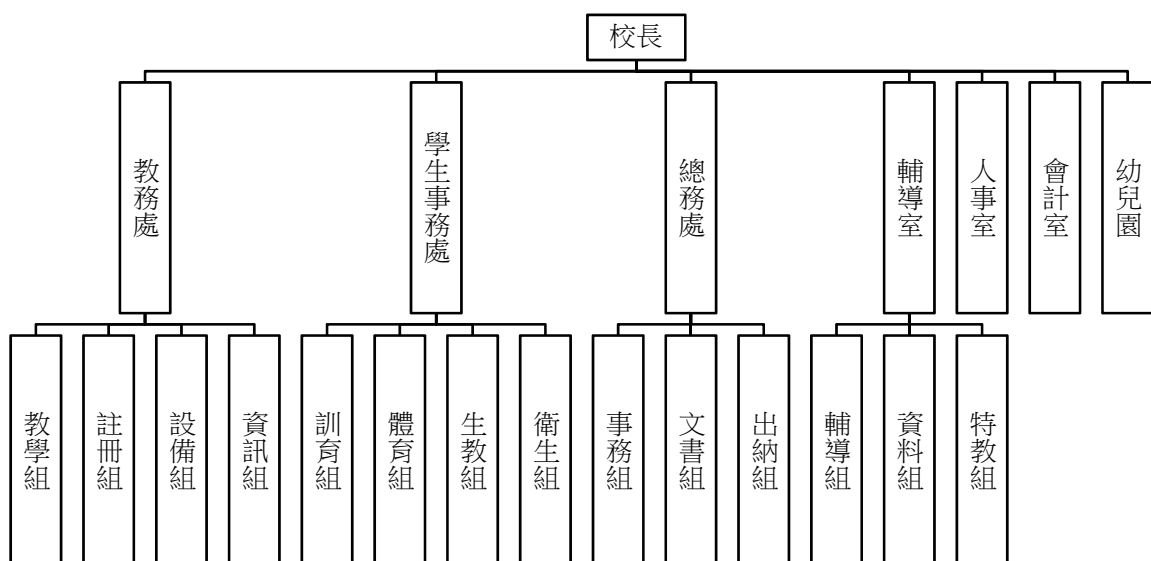 校長
教務處
學生事務處
總務處
輔導室
人事室
會計室
幼兒園
教學組
註冊組
設備組
資訊組
訓育組
體育組
生教組
衛生組
事務組
文書組
出納組
輔導組
資料組
特教組